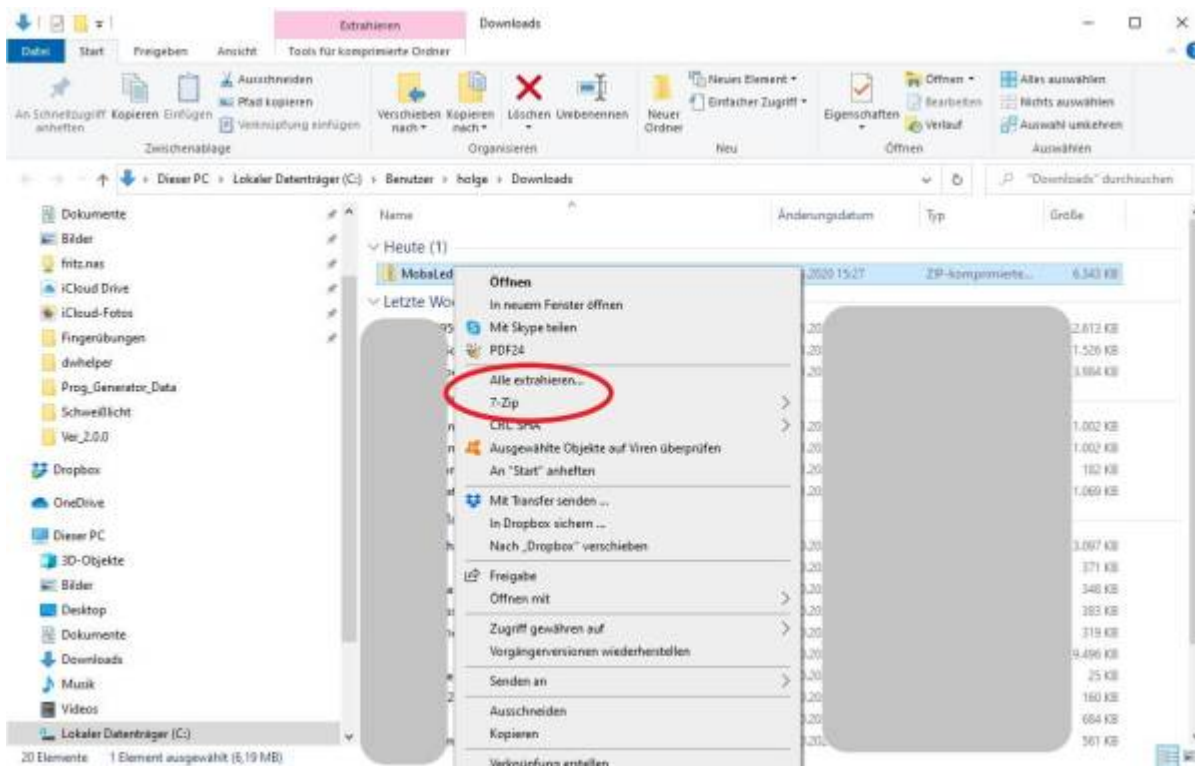 Extrahieren
Downloads
Datei Start Freigeben Ansicht Tools für komprimierte Ordner
An Schnellzugriff anheften
Kopieren Einfügen
Ausschneiden
Pfad kopieren
Verknüpfung einfügen
Zwischenablage
Verschieben nach
Kopieren nach
Löschen Umbenennen
Organisieren
Neuer Ordner
Neues Element
Einfacher Zugriff
Neu
Eigenschaften
Öffnen
Bearbeiten
Verlauf
Öffnen
Alles auswählen
Nichts auswählen
Auswahl umkehren
Auswählen
Dieser PC Lokaler Datenträger (C:) Benutzer holge Downloads
"Downloads" durchsuchen
Dokumente
Bilder
fritz.nas
iCloud Drive
iCloud-Fotos
Fingerübungen
dwhelper
Prog_Generator_Data
Schweißlicht
Ver_2.0.0
Dropbox
OneDrive
Dieser PC
3D-Objekte
Bilder
Desktop
Dokumente
Downloads
Musik
Videos
Lokaler Datenträger (C:)
Name Änderungsdatum Typ Größe
Heute (1)
MobaLed .2020 15:27 ZIP-komprimierte... 6.343 KB
Letzte Wo
Öffnen
In neuem Fenster öffnen
Mit Skype teilen
PDF24
Alle extrahieren...
7-Zip
CRC SHA
Ausgewählte Objekte auf Viren überprüfen
An "Start" anheften
Mit Transfer senden ...
In Dropbox sichern ...
Nach „Dropbox" verschieben
Freigabe
Öffnen mit
Zugriff gewähren auf
Vorgängerversionen wiederherstellen
Senden an
Ausschneiden
Kopieren
Verknüpfung erstellen
2.612 KB
1.526 KB
3.984 KB
1.002 KB
1.002 KB
182 KB
1.069 KB
3.097 KB
371 KB
348 KB
383 KB
319 KB
9.496 KB
25 KB
160 KB
684 KB
561 KB
20 Elemente 1 Element ausgewählt (6,19 MB)